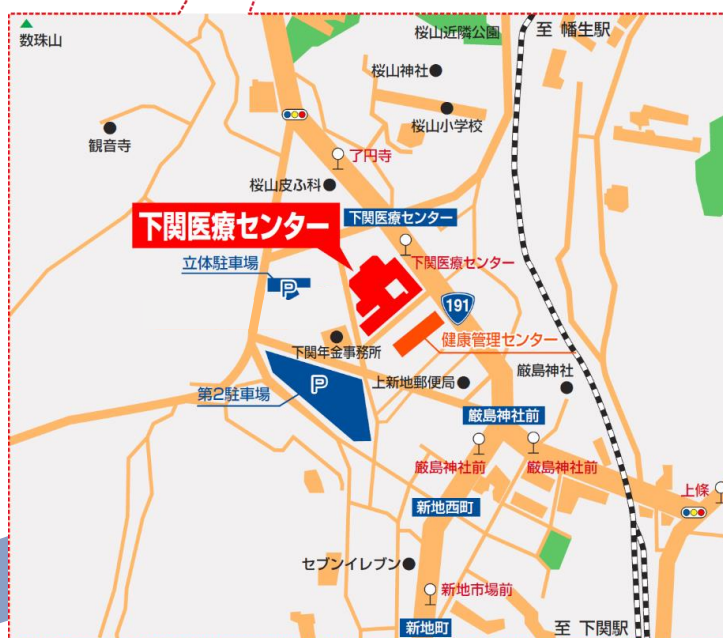 数珠山
桜山近隣公園
至 幡生駅
桜山神社
桜山小学校
観音寺
了円寺
桜山皮ふ科
下関医療センター
下関医療センター
下関医療センター
立体駐車場
P
191
健康管理センター
下関年金事務所
厳島神社
上新地郵便局
P
第2駐車場
厳島神社前
厳島神社前
厳島神社前
上條
新地西町
セブンイレブン
新地市場前
新地町
至 下関駅